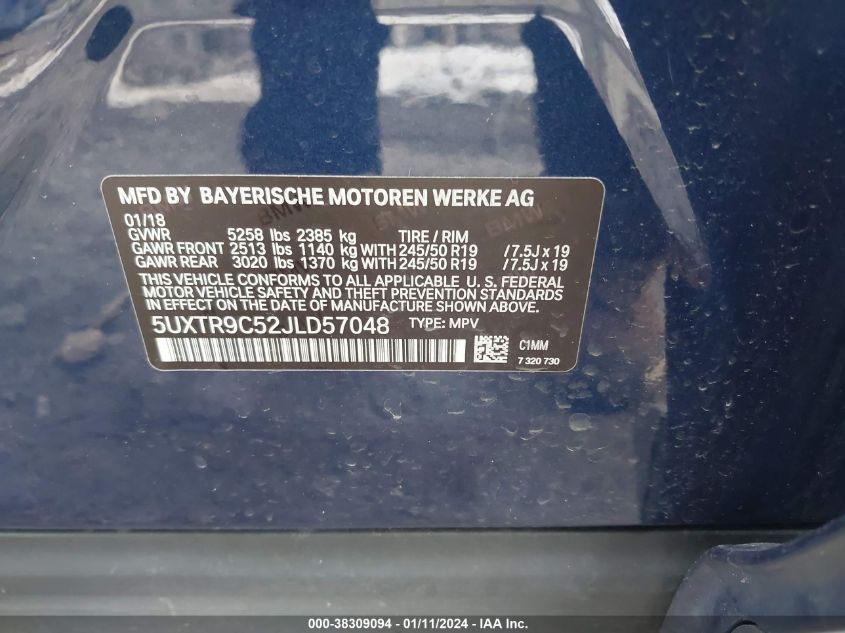 MFD BY BAYERISCHE MOTOREN WERKE AG
01/18
GVWR 5258 lbs 2385 kg TIRE / RIM
GAWR FRONT 2513 lbs 1140 kg WITH 245/50 R19 / 7.5J x 19
GAWR REAR 3020 lbs 1370 kg WITH 245/50 R19 / 7.5J x 19
THIS VEHICLE CONFORMS TO ALL APPLICABLE U. S. FEDERAL
MOTOR VEHICLE SAFETY AND THEFT PREVENTION STANDARDS
IN EFFECT ON THE DATE OF MANUFACTURE SHOWN ABOVE.
5UXTR9C52JLD57048 TYPE: MPV
C1MM
7 320 730
000-38309094 - 01/11/2024 - IAA Inc.